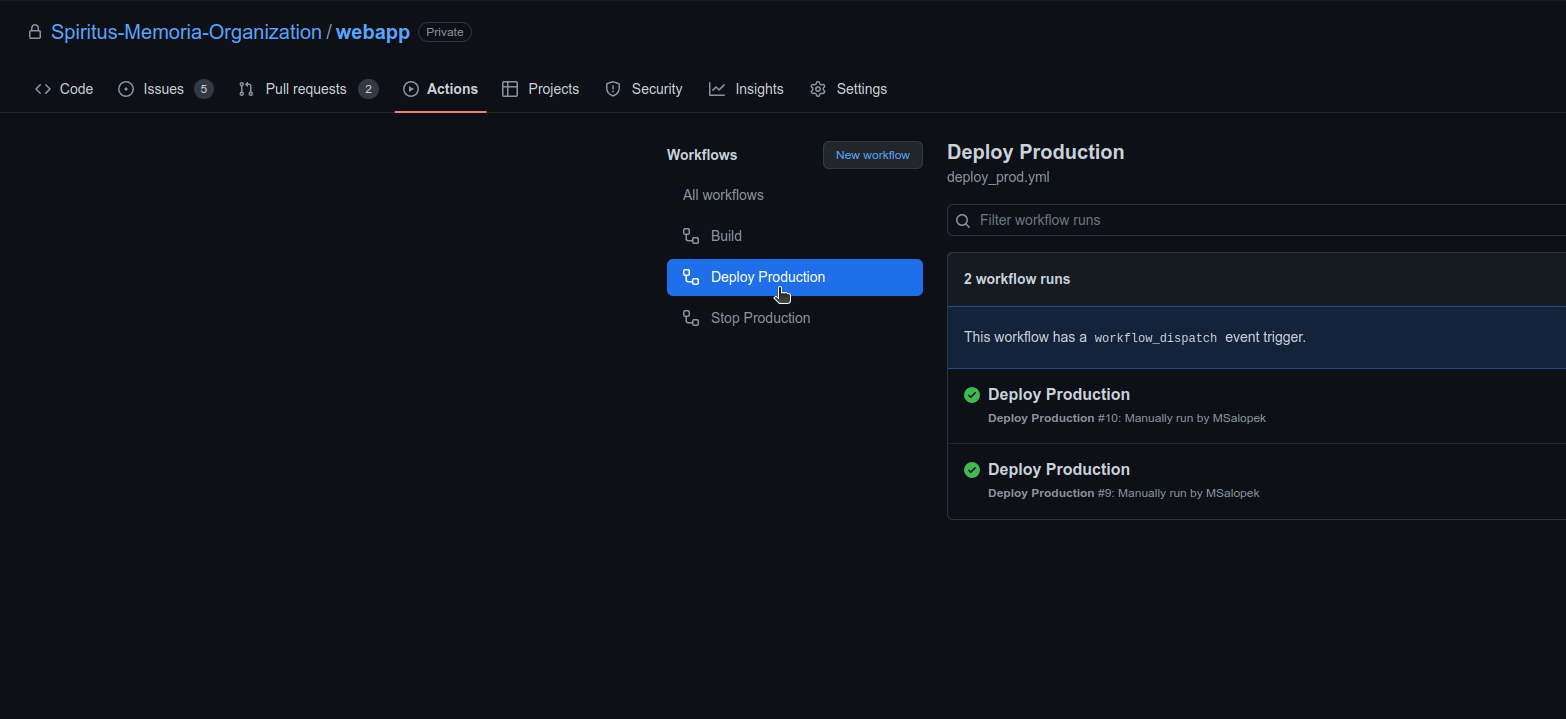 Spiritus-Memoria-Organization / webapp Private
Code Issues 5 Pull requests 2 Actions Projects Security Insights Settings
Workflows New workflow
All workflows
Build
Deploy Production
Stop Production
Deploy Production
deploy_prod.yml
Filter workflow runs
2 workflow runs
This workflow has a workflow_dispatch event trigger.
Deploy Production
Deploy Production #10: Manually run by MSalopek
Deploy Production
Deploy Production #9: Manually run by MSalopek